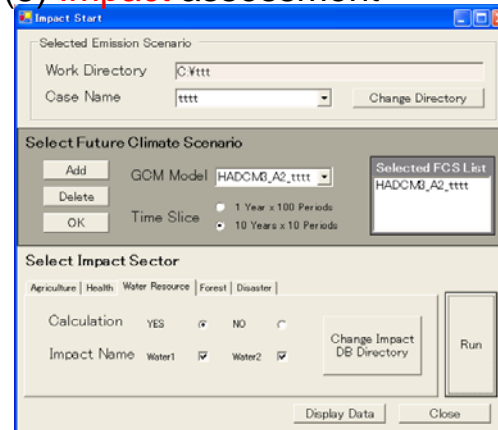 (3) Impact assessment
Impact Start
Selected Emission Scenario
Work Directory C:¥ttt
Case Name tttt Change Directory
Select Future Climate Scenario
Add GCM Model HADCM3_A2_tttt Selected FCS List
HADCM3_A2_tttt
Delete
Time Slice 1 Year x 100 Periods
OK 10 Years x 10 Periods
Select Impact Sector
Agriculture Health Water Resource Forest Disaster
Calculation YES NO
Change Impact DB Directory Run
Impact Name Water1 Water2
Display Data Close